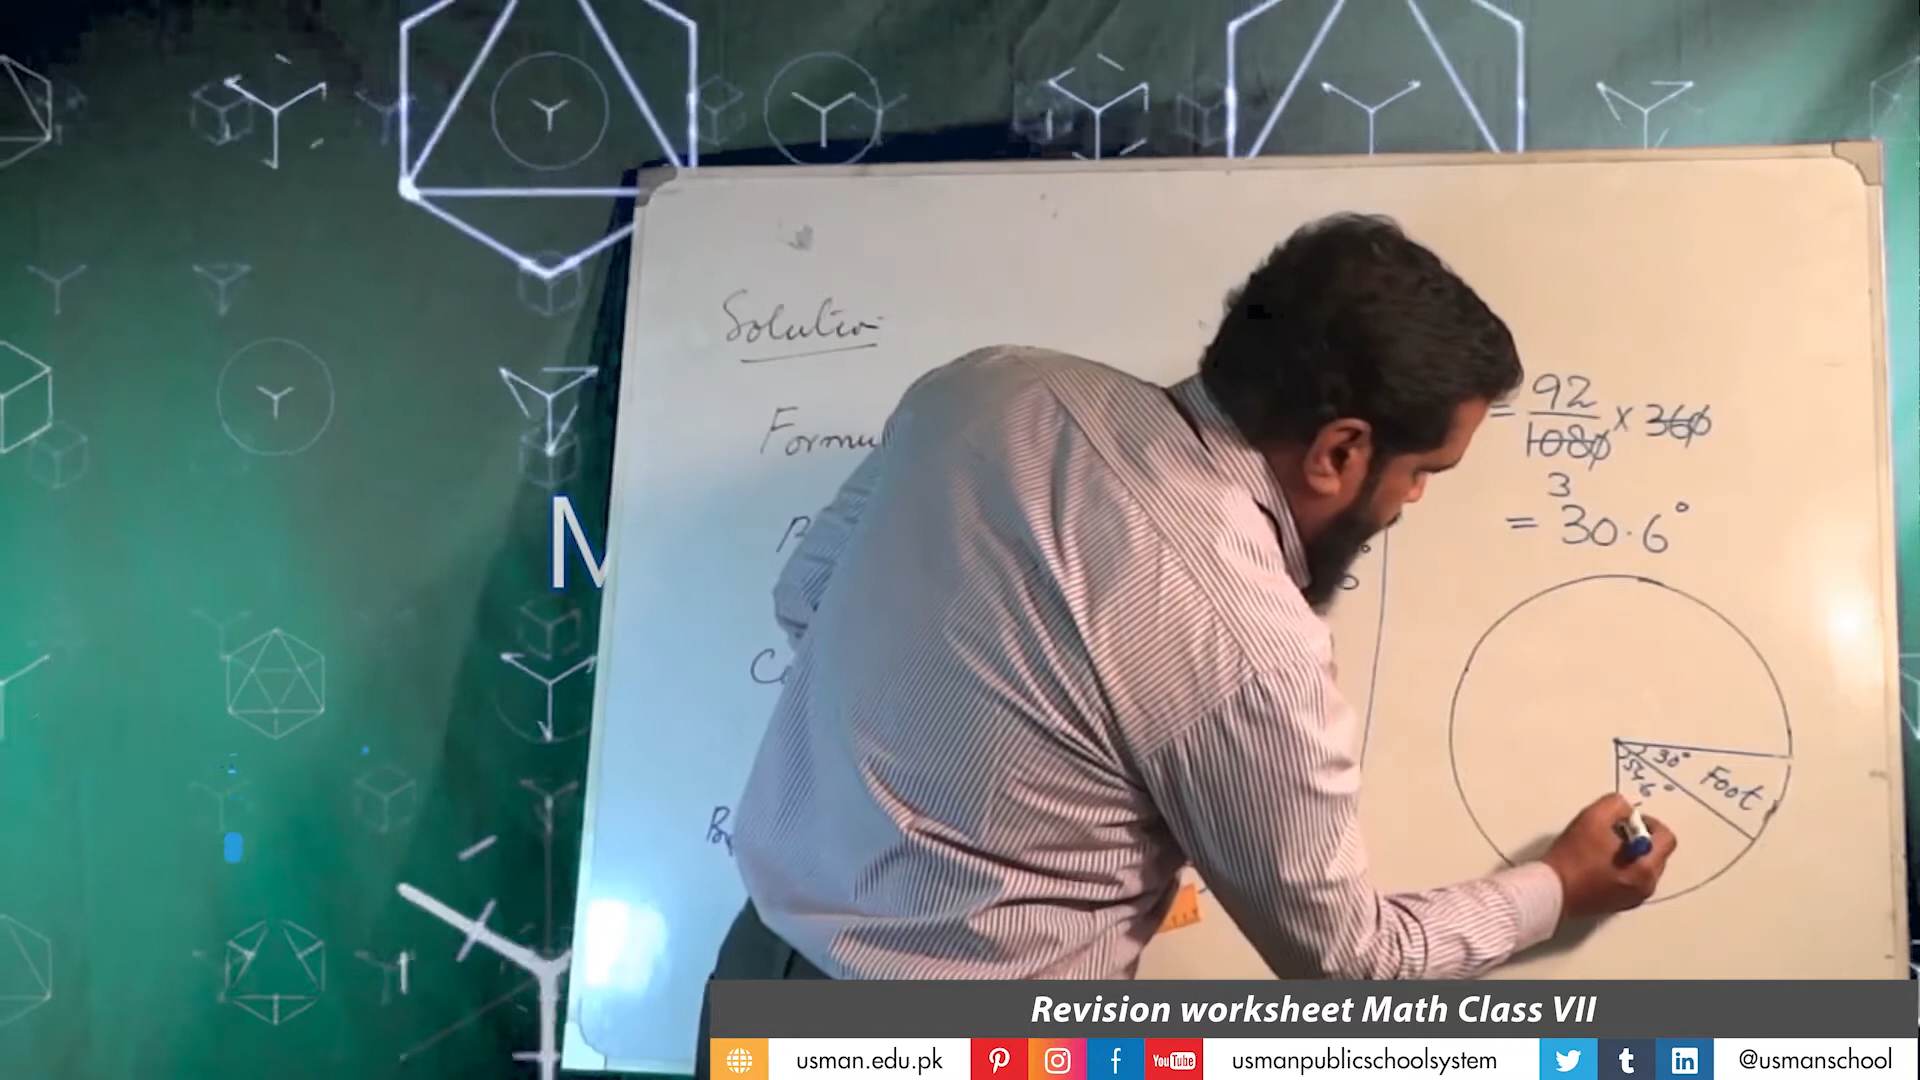 Solution
= 92/1080 x 360
3
= 30.6°
30°
54.6°
Foot
M
Revision worksheet Math Class VII
usman.edu.pk
YouTube
usmanpublicschoolsystem
@usmanschool